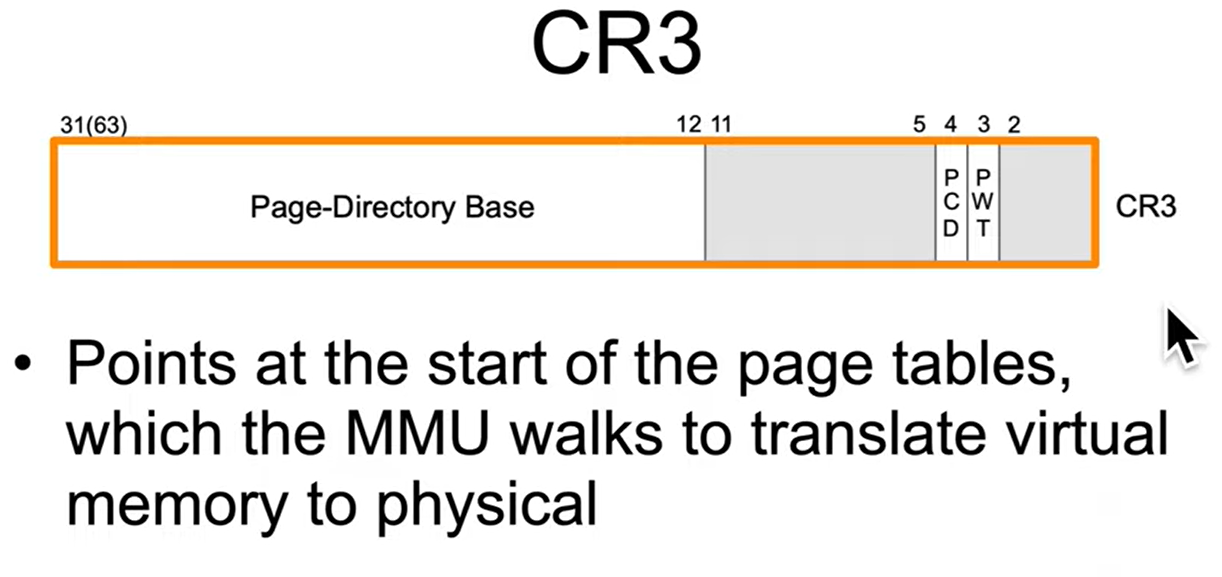 CR3
31(63) 12 11 5 4 3 2
Page-Directory Base PCD PWT CR3
• Points at the start of the page tables,
which the MMU walks to translate virtual
memory to physical